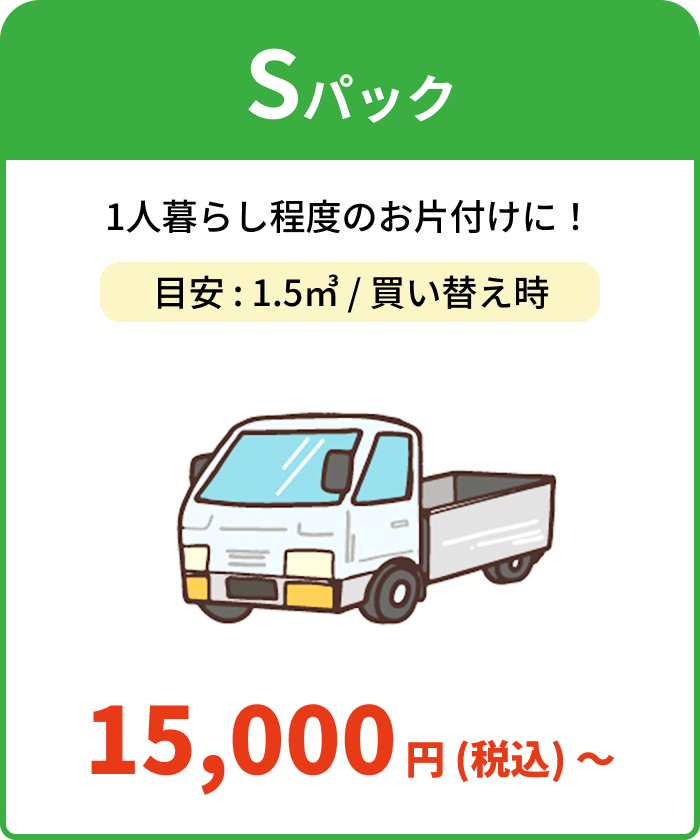 Sパック
1人暮らし程度のお片付けに！
目安 : 1.5㎥ / 買い替え時
15,000円 (税込) ～